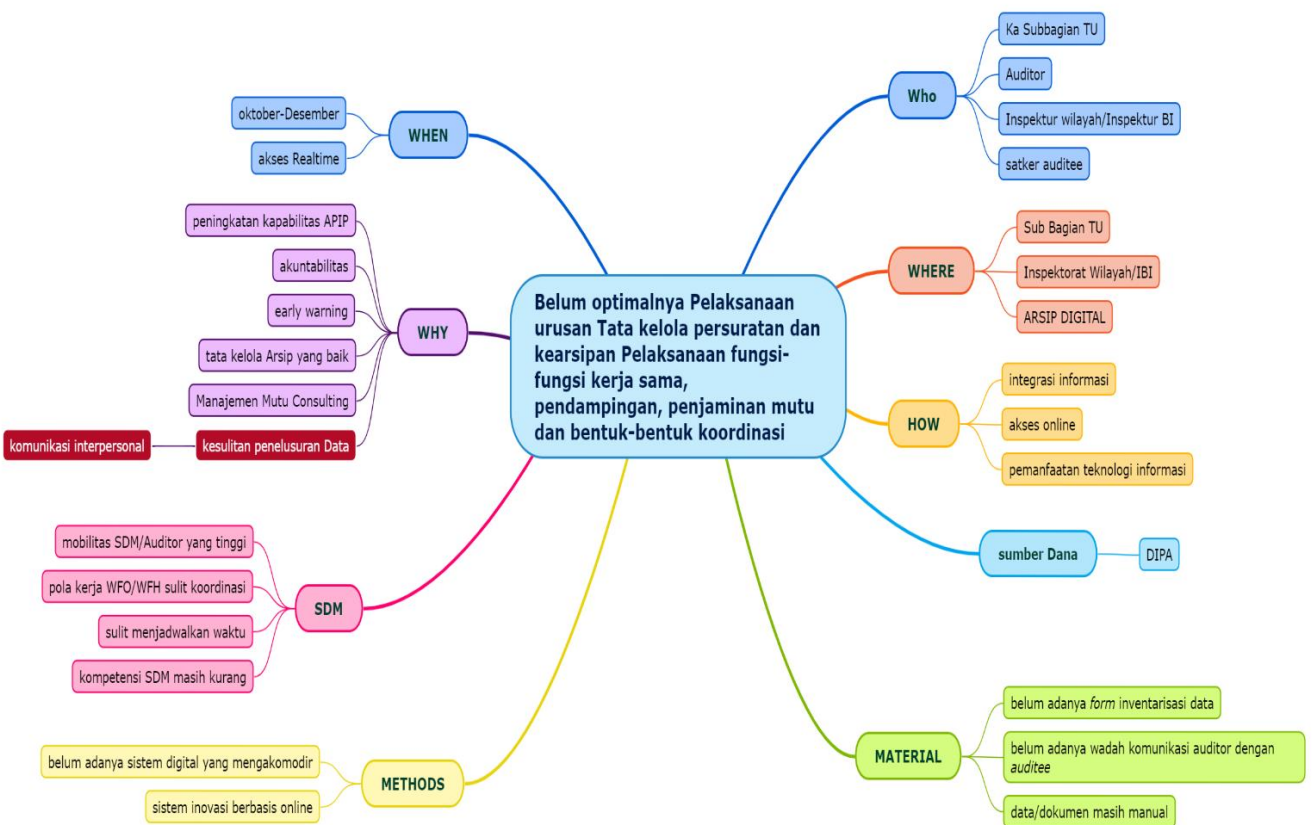 Belum optimalnya Pelaksanaan
urusan Tata kelola persuratan dan
kearsipan Pelaksanaan fungsi-
fungsi kerja sama,
pendampingan, penjaminan mutu
dan bentuk-bentuk koordinasi
Who
Ka Subbagian TU
Auditor
Inspektur wilayah/Inspektur BI
satker auditee
WHERE
Sub Bagian TU
Inspektorat Wilayah/IBI
ARSIP DIGITAL
HOW
integrasi informasi
akses online
pemanfaatan teknologi informasi
sumber Dana
DIPA
MATERIAL
belum adanya form inventarisasi data
belum adanya wadah komunikasi auditor dengan
auditee
data/dokumen masih manual
WHEN
oktober-Desember
akses Realtime
WHY
peningkatan kapabilitas APIP
akuntabilitas
early warning
tata kelola Arsip yang baik
Manajemen Mutu Consulting
kesulitan penelusuran Data
komunikasi interpersonal
SDM
mobilitas SDM/Auditor yang tinggi
pola kerja WFO/WFH sulit koordinasi
sulit menjadwalkan waktu
kompetensi SDM masih kurang
METHODS
belum adanya sistem digital yang mengakomodir
sistem inovasi berbasis online